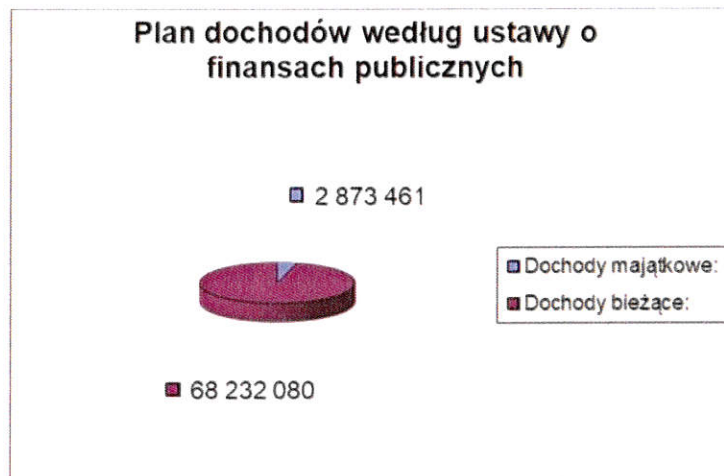 Plan dochodów według ustawy o
finansach publicznych
2 873 461
Dochody majątkowe:
Dochody bieżące:
68 232 080